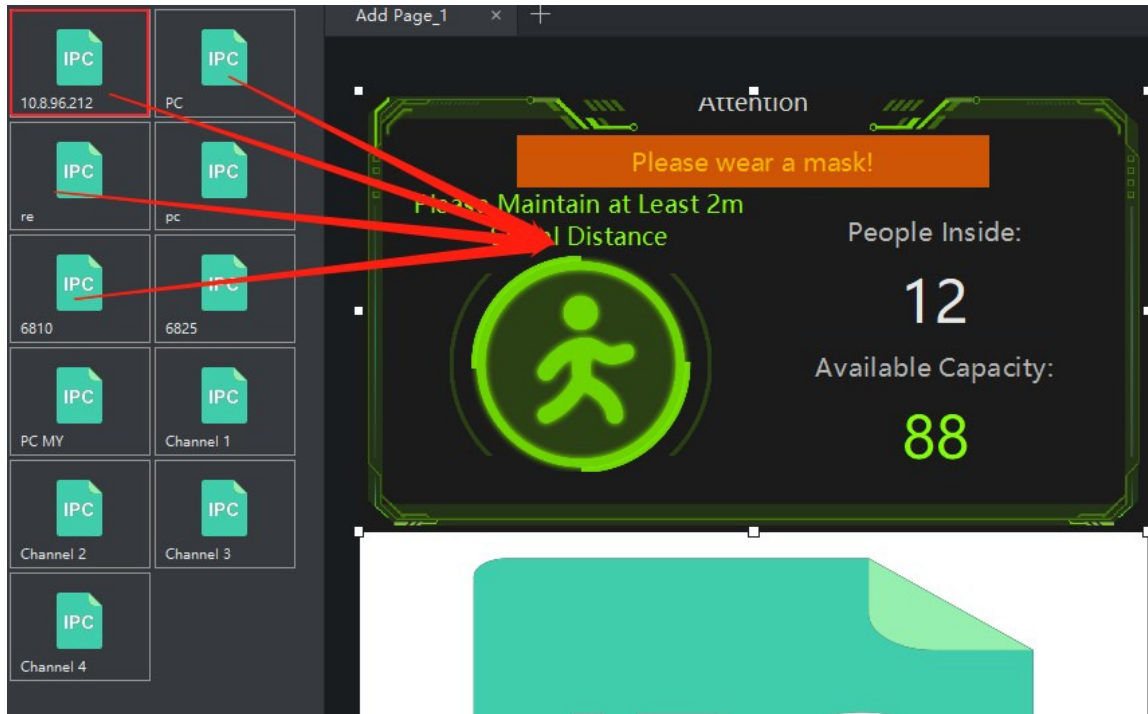 Add Page_1 × +
IPC
10.8.96.212
IPC
PC
IPC
re
IPC
pc
IPC
6810
IPC
6825
IPC
PC MY
IPC
Channel 1
IPC
Channel 2
IPC
Channel 3
IPC
Channel 4
Attention
Please wear a mask!
Please Maintain at Least 2m
Distance
People Inside:
12
Available Capacity:
88